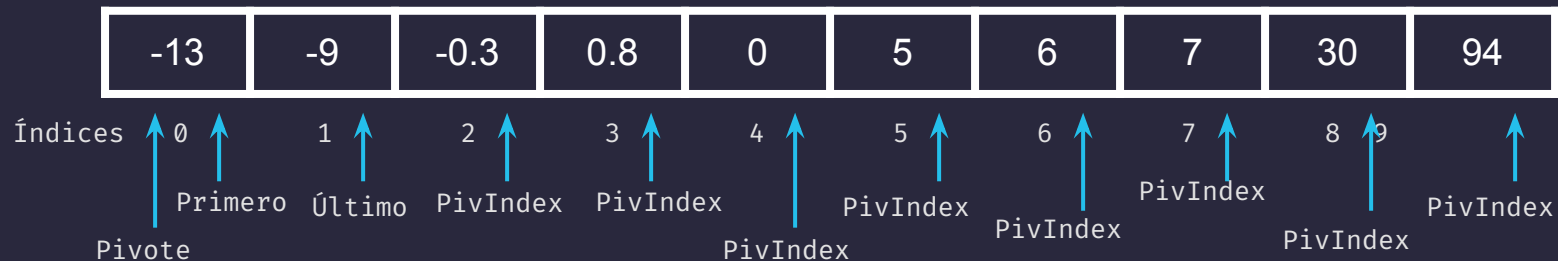 -13 -9 -0.3 0.8 0 5 6 7 30 94
Índices 0 1 2 3 4 5 6 7 8 9
Primero Último PivIndex PivIndex PivIndex PivIndex PivIndex
PivIndex
Pivote PivIndex PivIndex